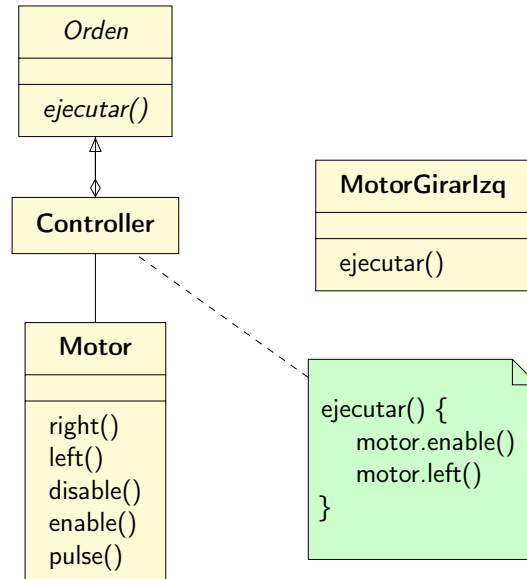 Orden
ejecutar()
Controller
MotorGirarIzq
ejecutar()
Motor
right()
left()
disable()
enable()
pulse()
ejecutar() {
motor.enable()
motor.left()
}